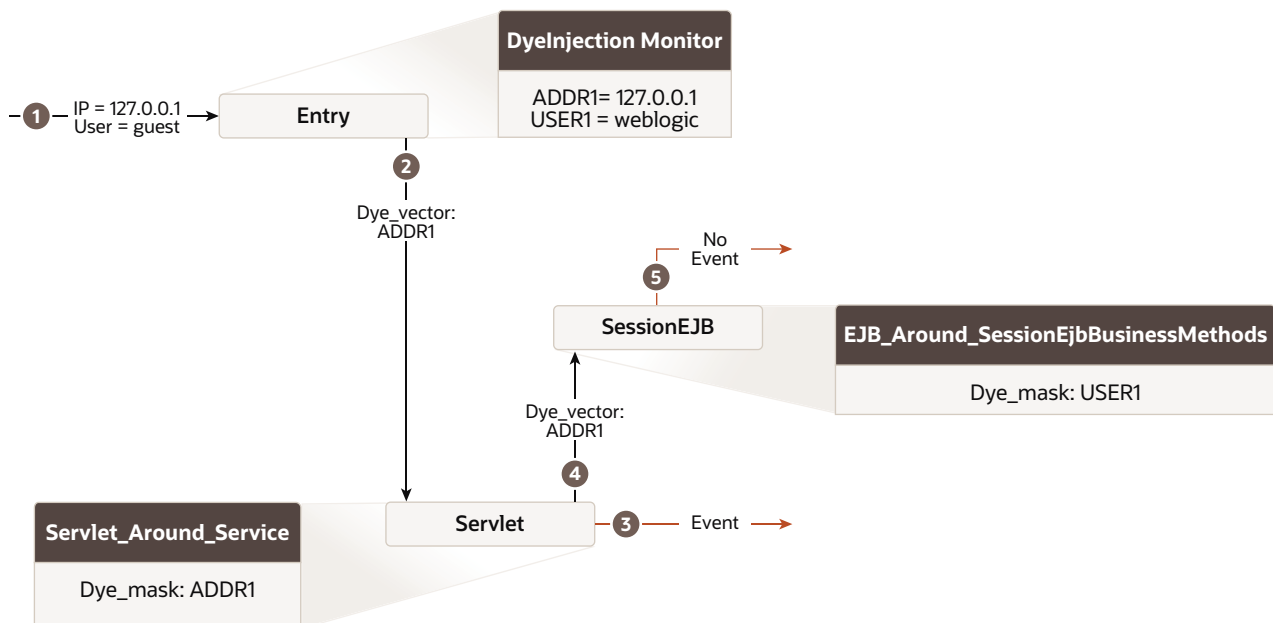 DyeInjection Monitor
ADDR1= 127.0.0.1
USER1 = weblogic
1
IP = 127.0.0.1
User = guest
Entry
2
Dye_vector:
ADDR1
No
Event
5
SessionEJB
EJB_Around_SessionEjbBusinessMethods
Dye_mask: USER1
Dye_vector:
ADDR1
4
Servlet_Around_Service
Dye_mask: ADDR1
Servlet
3
Event